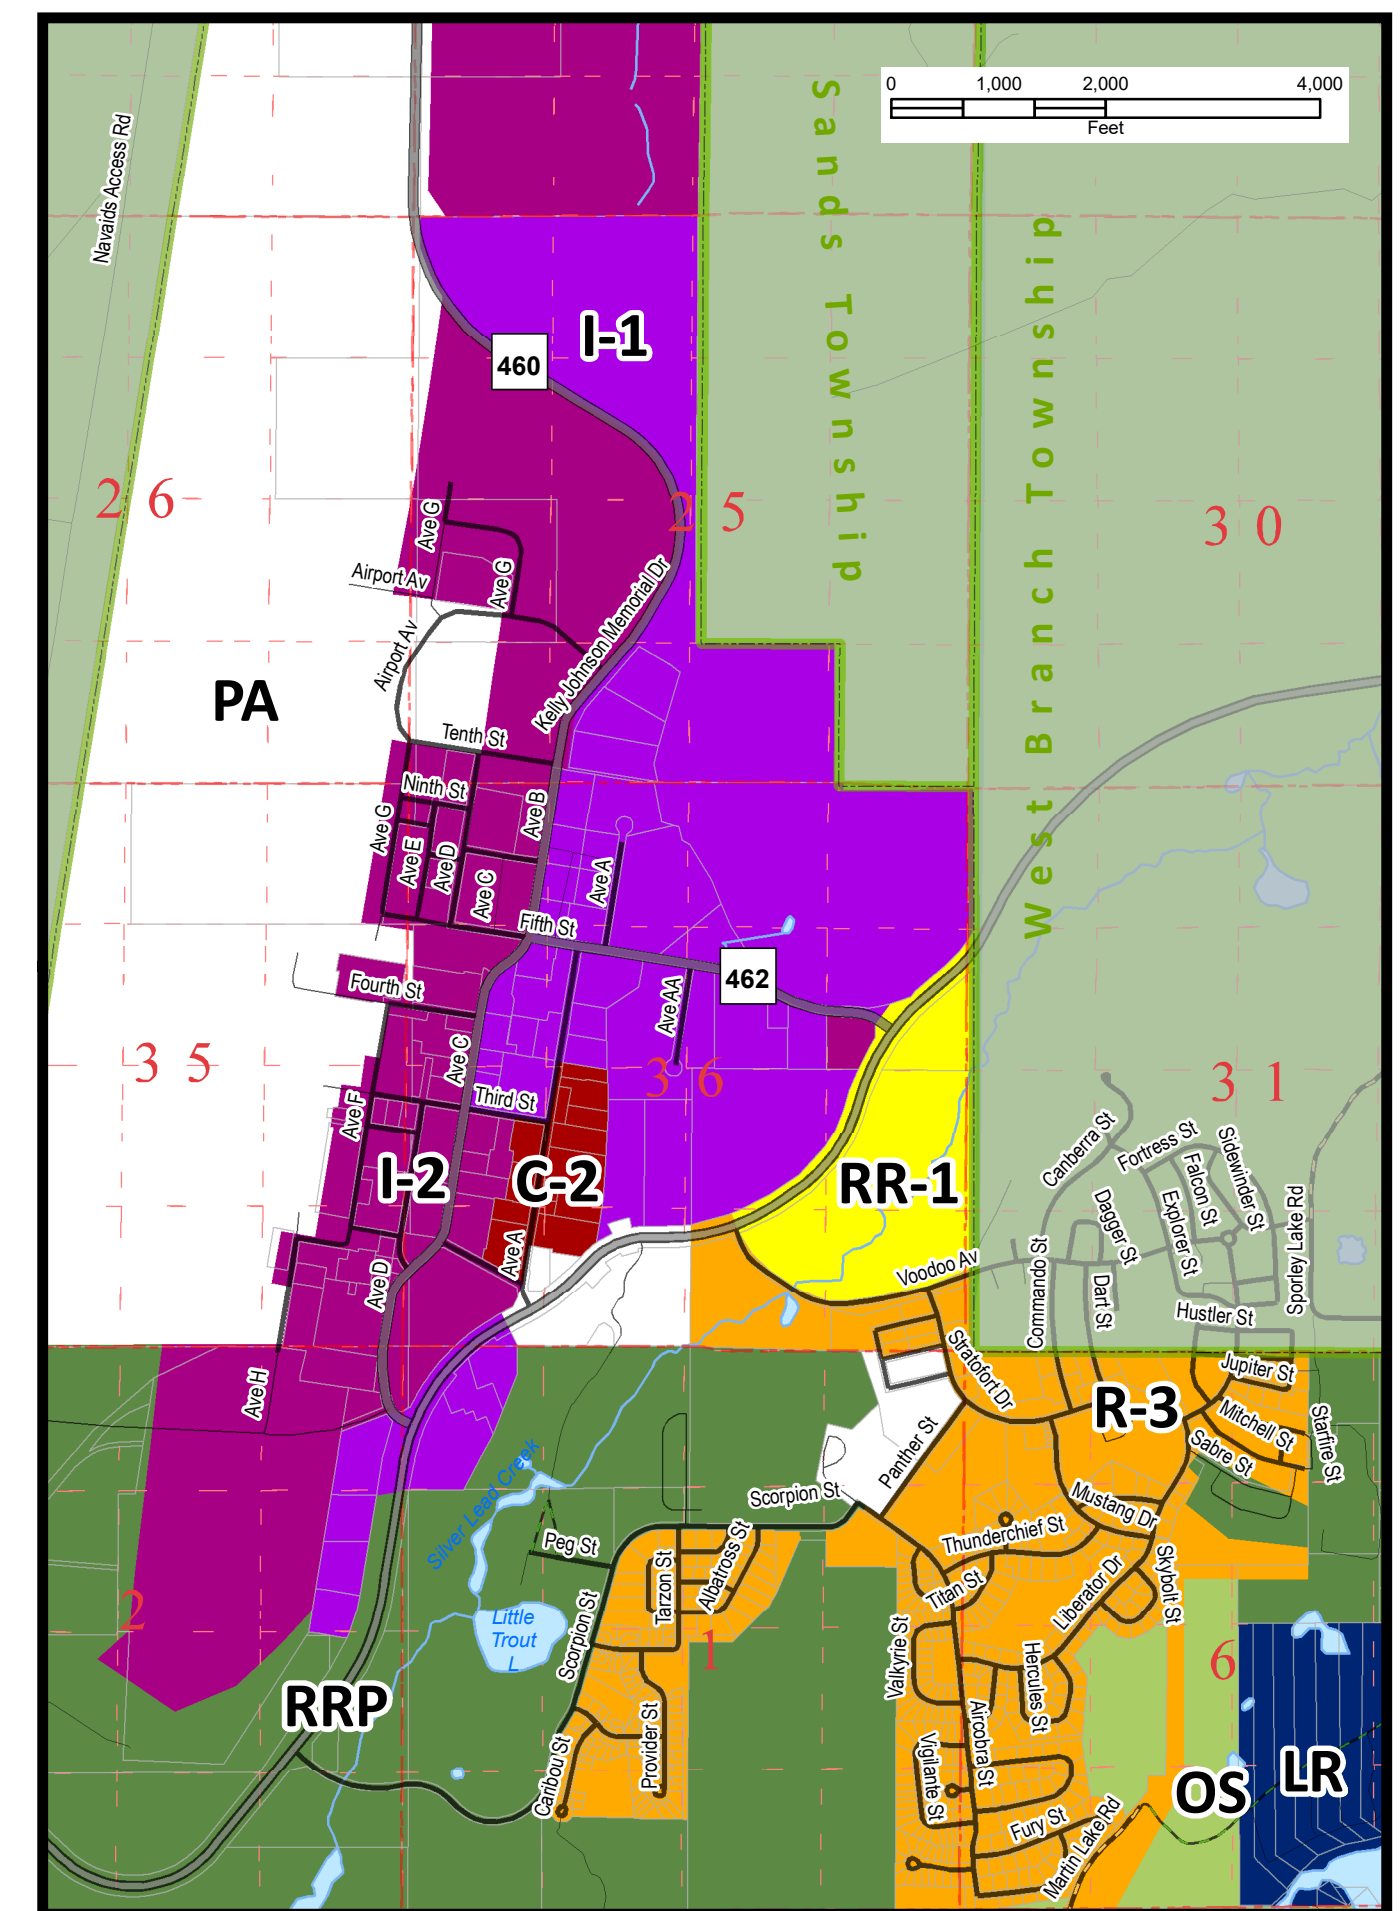 0 1,000 2,000 4,000
Feet
Navaids Access Rd
Sands Township
West Branch Township
I-1
460
26
25
30
Ave G
Airport Av
Ave G
Airport Av
Kelly Johnson Memorial Dr
PA
Tenth St
Ninth St
Ave G
Ave E
Ave D
Ave C
Ave B
Ave A
Fifth St
462
Fourth St
Ave AA
35
36
31
Ave C
Third St
Ave F
I-2
C-2
RR-1
Ave A
Ave D
Ave H
Voodoo Av
Canberra St
Fortress St
Sidewinder St
Falcon St
Explorer St
Dagger St
Dart St
Commando St
Sporley Lake Rd
Hustler St
Stratofort Dr
Jupiter St
R-3
Mitchell St
Starfire St
Sabre St
Panther St
Scorpion St
Mustang Dr
Thunderchief St
Silver Lead Creek
Peg St
Tarzon St
Albatross St
Titan St
Liberator Dr
Skybolt St
2
Little
Trout
L
Scorpion St
1
Valkyrie St
Hercules St
6
RRP
Provider St
Caribou St
Airoobra St
Vigilante St
Fury St
Martin Lake Rd
OS
LR